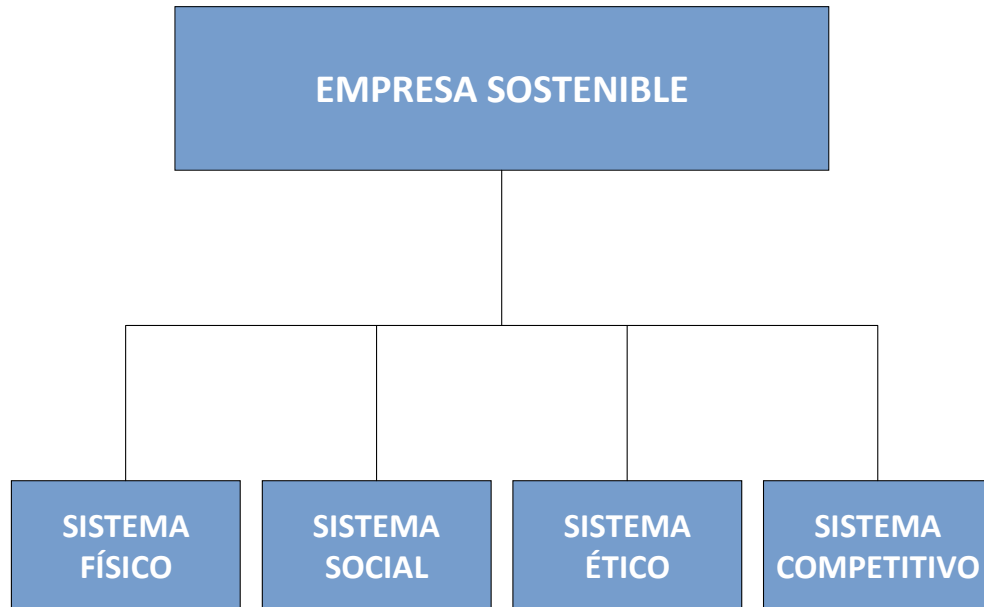 EMPRESA SOSTENIBLE
SISTEMA
FÍSICO
SISTEMA
SOCIAL
SISTEMA
ÉTICO
SISTEMA
COMPETITIVO